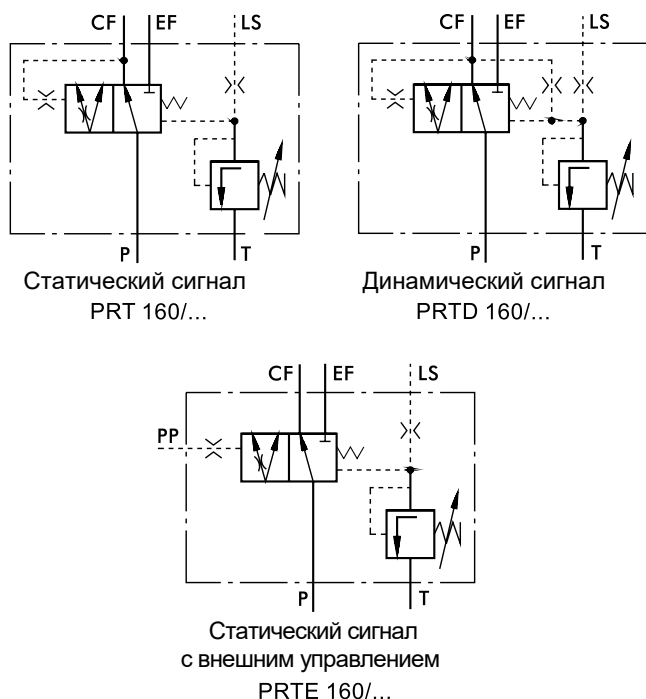 CF EF LS
P T
Статический сигнал
PRT 160/...
CF EF LS
P T
Динамический сигнал
PRTD 160/...
CF EF LS
PP
P T
Статический сигнал
с внешним управлением
PRTE 160/...